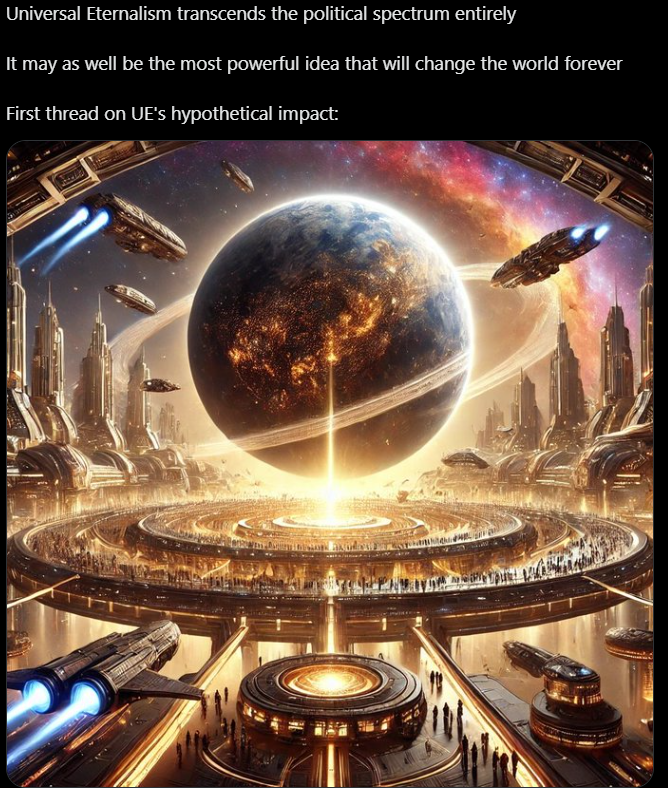 Universal Eternalism transcends the political spectrum entirely
It may as well be the most powerful idea that will change the world forever
First thread on UE's hypothetical impact: